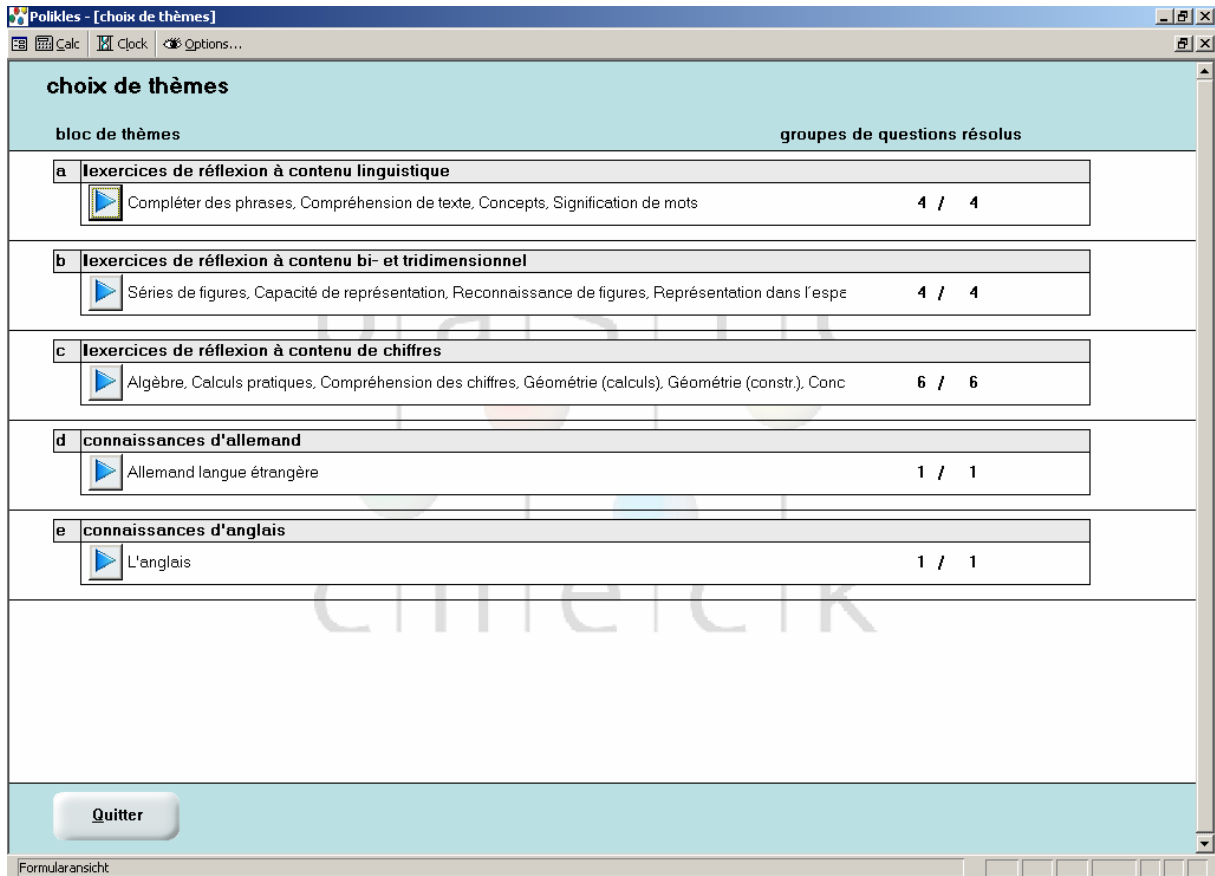 Polikles - [choix de thèmes]
Calc Clock Options...
choix de thèmes
bloc de thèmes groupes de questions résolus
a lexercices de réflexion à contenu linguistique
Compléter des phrases, Compréhension de texte, Concepts, Signification de mots 4 / 4
b lexercices de réflexion à contenu bi- et tridimensionnel
Séries de figures, Capacité de représentation, Reconnaissance de figures, Représentation dans l'espa 4 / 4
basic
c lexercices de réflexion à contenu de chiffres
Algèbre, Calculs pratiques, Compréhension des chiffres, Géométrie (calculs), Géométrie (constr.), Conc 6 / 6
d connaissances d'allemand
Allemand langue étrangère 1 / 1
e connaissances d'anglais
L'anglais 1 / 1
check
Quitter
Formularansicht